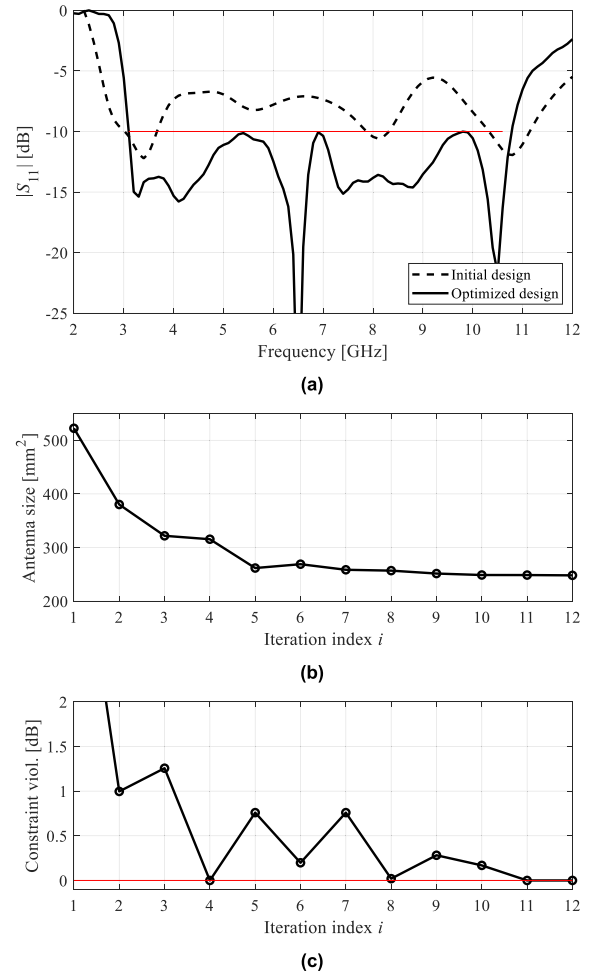 0
-5
-10
-15
-20
-25
|S11| [dB]
Initial design
Optimized design
2 3 4 5 6 7 8 9 10 11 12
Frequency [GHz]
(a)
500
400
300
200
Antenna size [mm2]
1 2 3 4 5 6 7 8 9 10 11 12
Iteration index i
(b)
2
1.5
1
0.5
0
Constraint viol. [dB]
1 2 3 4 5 6 7 8 9 10 11 12
Iteration index i
(c)